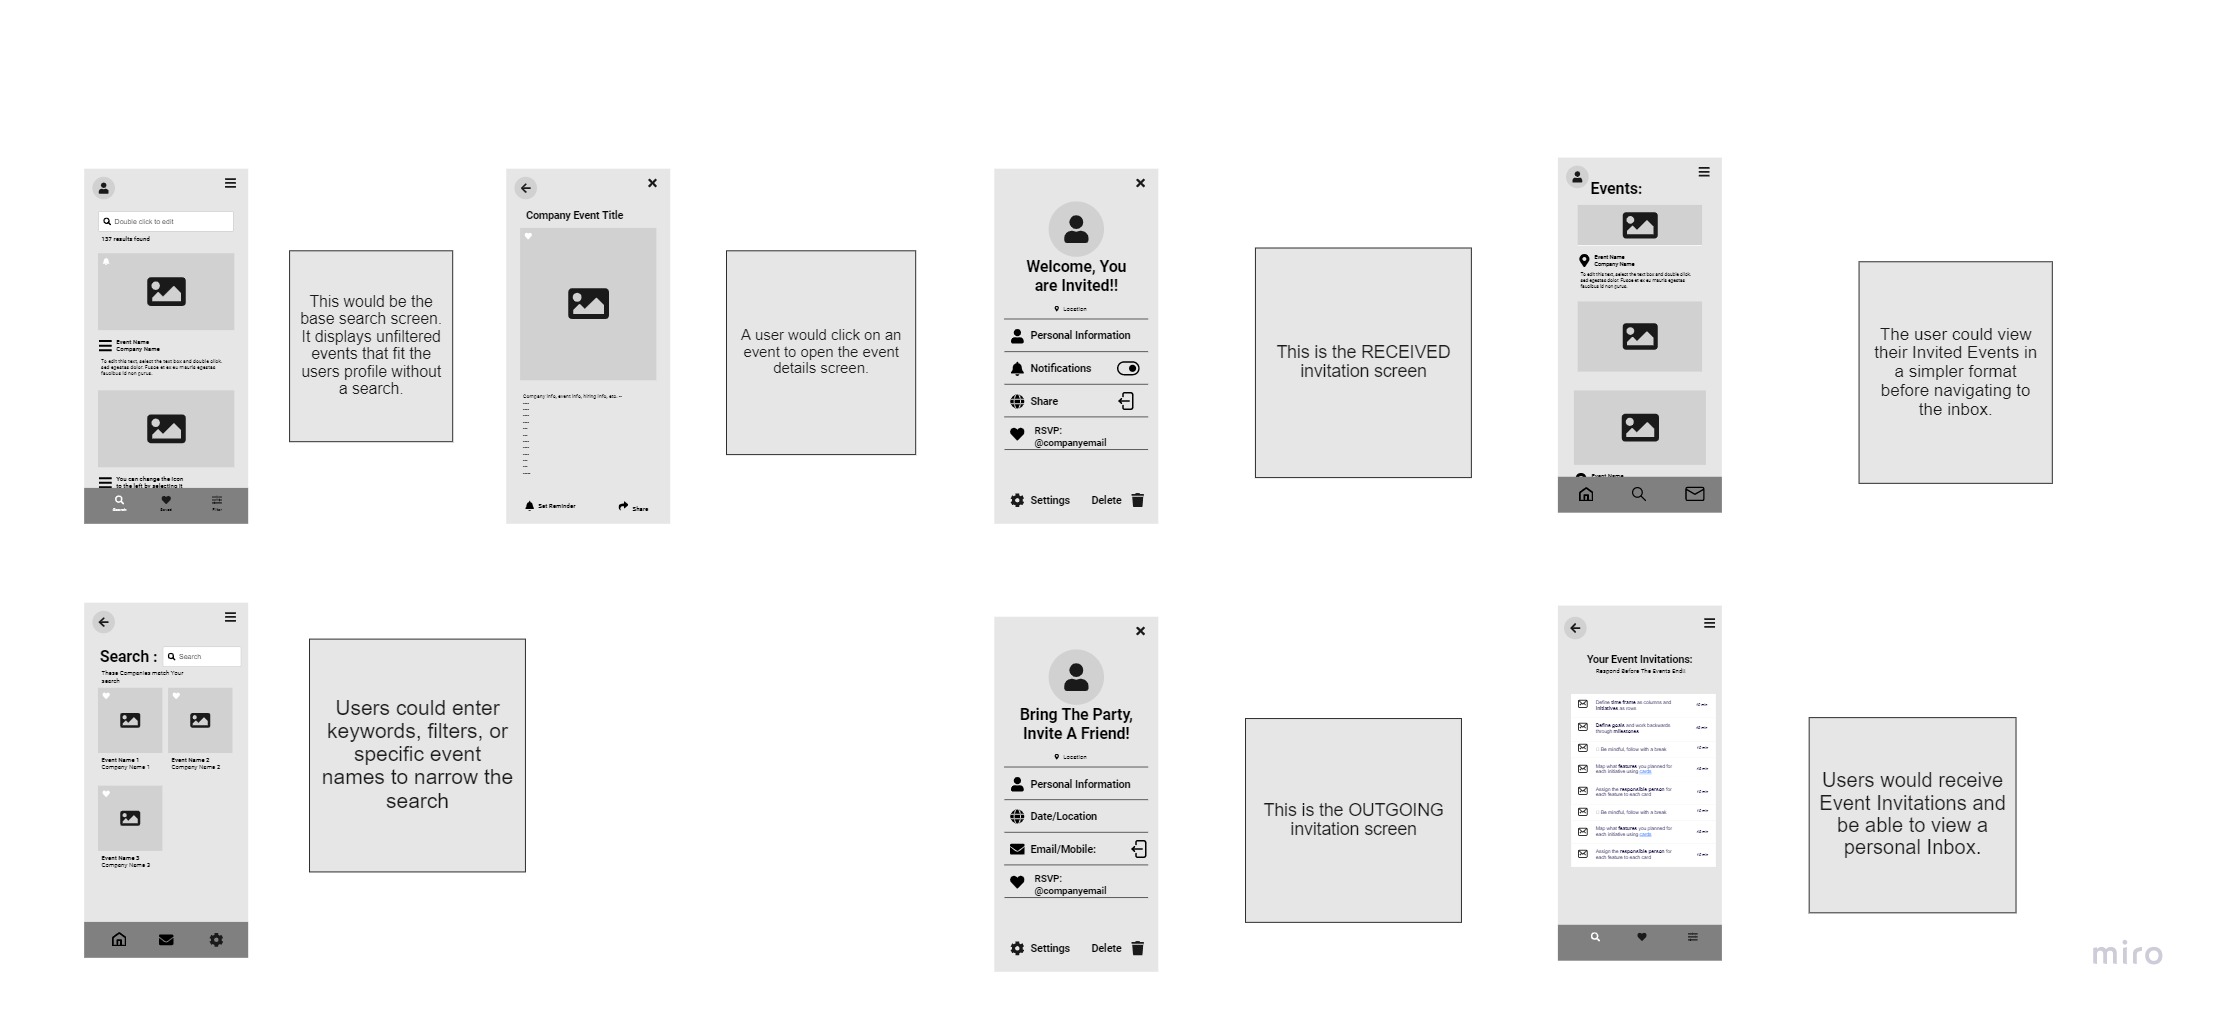 Double click to edit
137 results found
Event Name
Company Name
To edit this text, select the text box and double click.
sed egestas dolor. Fusce et ex eu mauris egestas
faucibus id non purus.
You can change the icon
to the left by selecting it
Search
Saved
Filter
This would be the
base search screen.
It displays unfiltered
events that fit the
users profile without
a search.
Company Event Title
Company info, event info, hiring info, etc. --
Set Reminder
Share
A user would click on an
event to open the event
details screen.
Welcome, You
are Invited!!
Location
Personal Information
Notifications
Share
RSVP:
@companyemail
Settings
Delete
This is the RECEIVED
invitation screen
Events:
Event Name
Company Name
To edit this text, select the text box and double click.
sed egestas dolor. Fusce et ex eu mauris egestas
faucibus id non purus.
Event Name
The user could view
their Invited Events in
a simpler format
before navigating to
the inbox.
Search :
Search
These Companies match Your
search
Event Name 1
Company Name 1
Event Name 2
Company Name 2
Event Name 3
Company Name 3
Users could enter
keywords, filters, or
specific event
names to narrow the
search
Bring The Party,
Invite A Friend!
Location
Personal Information
Date/Location
Email/Mobile:
RSVP:
@companyemail
Settings
Delete
This is the OUTGOING
invitation screen
Your Event Invitations:
Respond Before The Events End!!
Define time frame as columns and
initiatives as rows
Define goals and work backwards
through milestones
Be mindful, follow with a break
Map what features you planned for
each initiative using cards
Assign the responsible person for
each feature to each card
Be mindful, follow with a break
Map what features you planned for
each initiative using cards
Assign the responsible person for
each feature to each card
Users would receive
Event Invitations and
be able to view a
personal Inbox.
miro